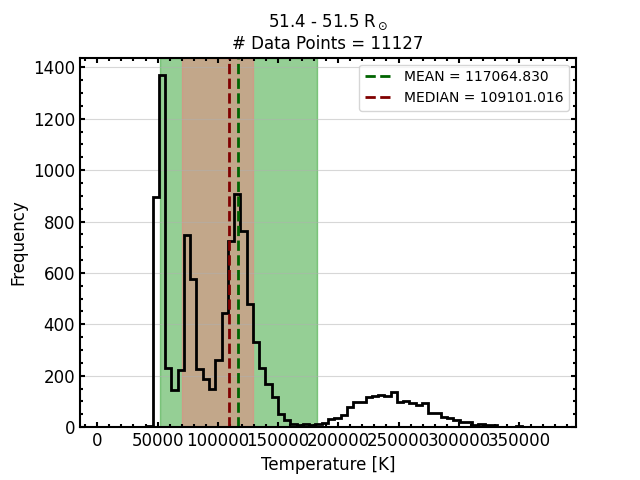 51.4 - 51.5 R⊙
# Data Points = 11127
MEAN = 117064.830
MEDIAN = 109101.016
Frequency
1400
1200
1000
800
600
400
200
0
0 50000 100000 150000 200000 250000 300000 350000
Temperature [K]